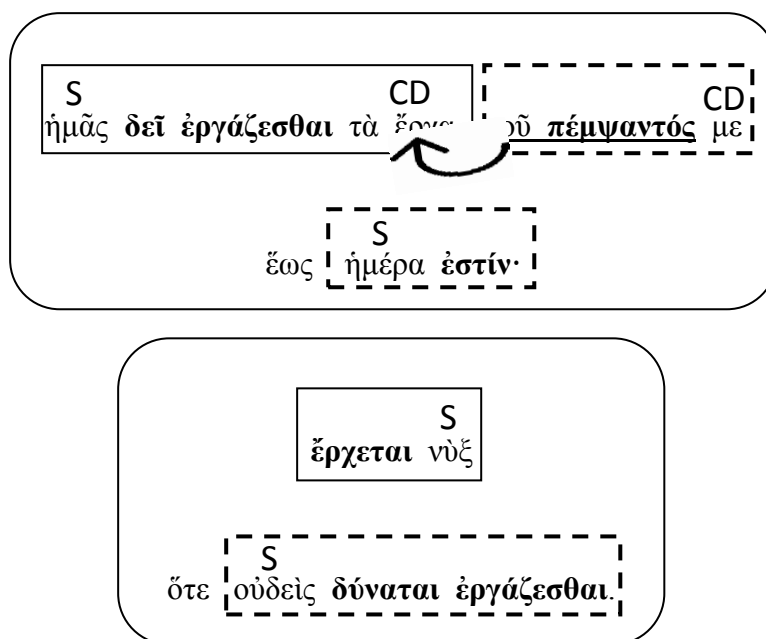 S CD CD
ἡμᾶς δεῖ ἐργάζεσθαι τὰ ἔργα πέμψαντός με
S
ἕως ἡμέρα ἐστίν·
S
ἔρχεται νὺξ
S
ὅτε οὐδεὶς δύναται ἐργάζεσθαι.